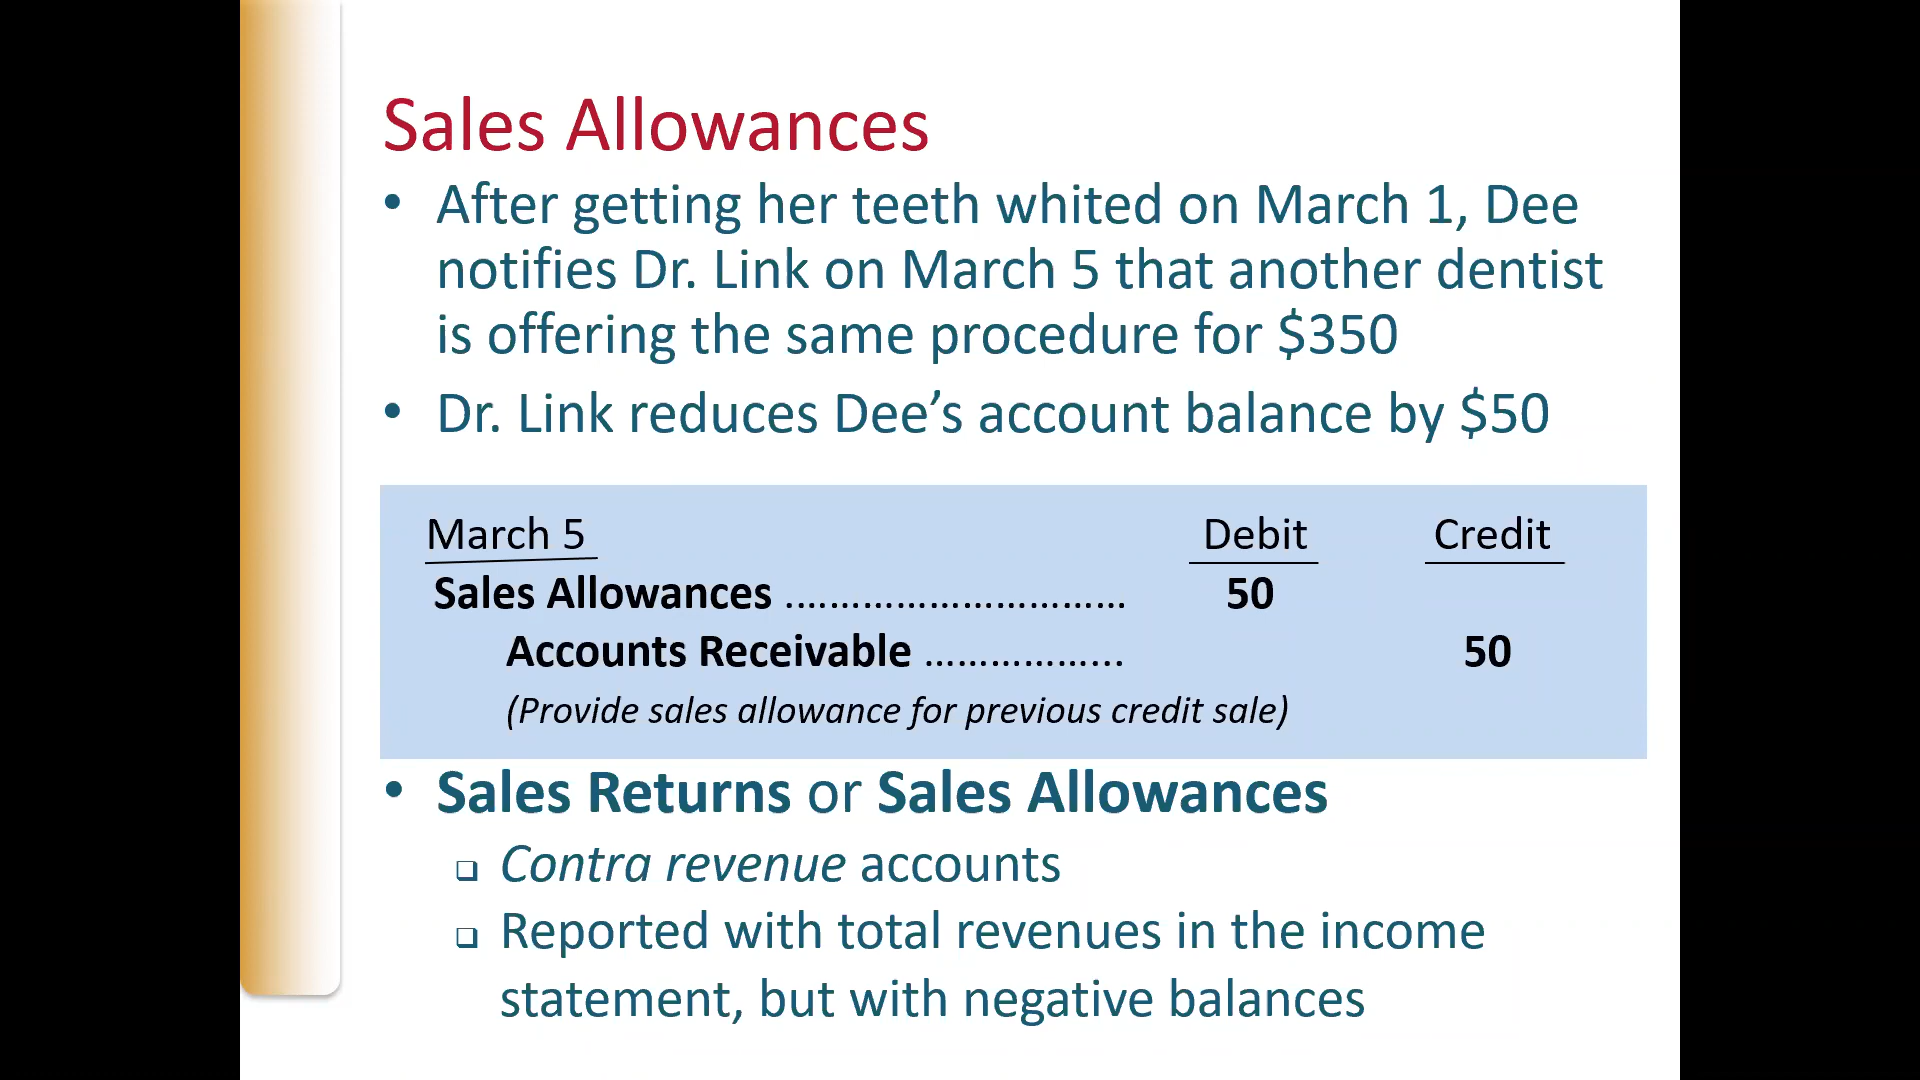 Sales Allowances
• After getting her teeth whited on March 1, Dee
notifies Dr. Link on March 5 that another dentist
is offering the same procedure for $350
• Dr. Link reduces Dee’s account balance by $50
March 5 Debit Credit
Sales Allowances ………………………… 50
Accounts Receivable ……………... 50
(Provide sales allowance for previous credit sale)
• Sales Returns or Sales Allowances
❑ Contra revenue accounts
❑ Reported with total revenues in the income
statement, but with negative balances